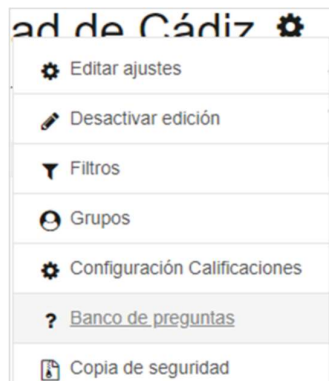 ad de Cádiz
Editar ajustes
Desactivar edición
Filtros
Grupos
Configuración Calificaciones
? Banco de preguntas
Copia de seguridad